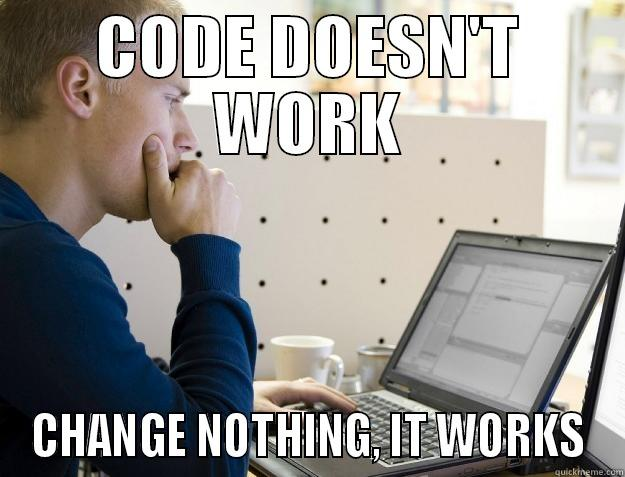 CODE DOESN'T
WORK
CHANGE NOTHING, IT WORKS
quickmeme.com